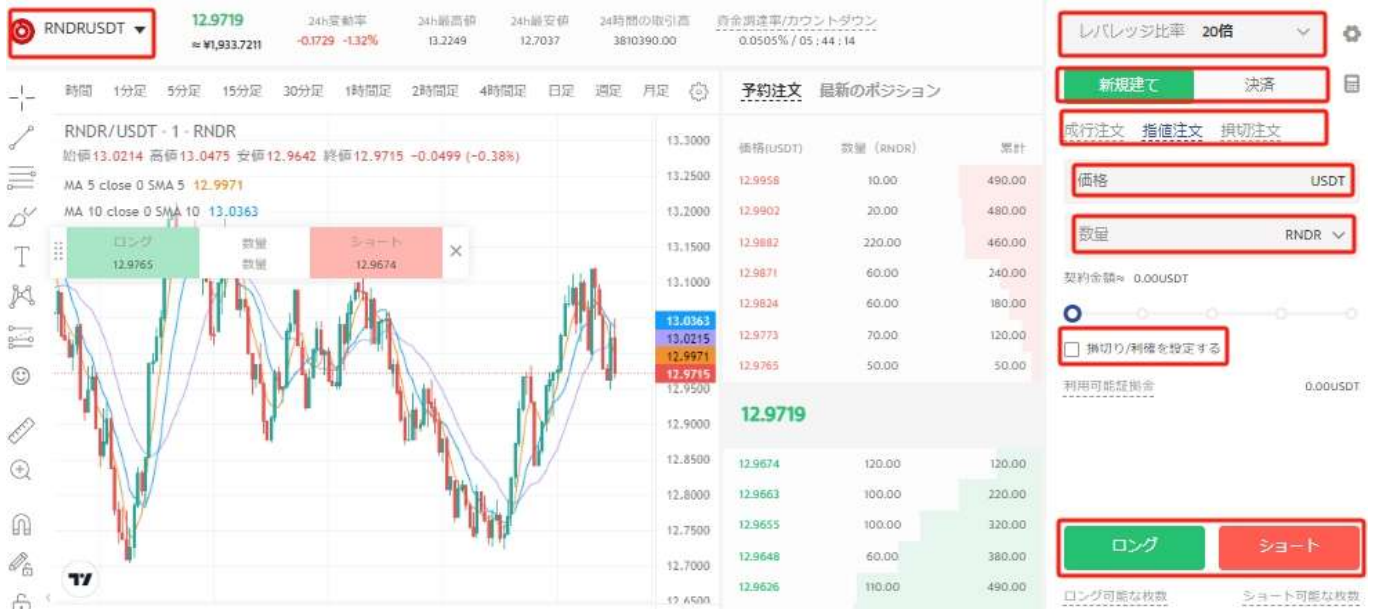 RNDRUSDT
12.9719
≈ ¥1,933.7211
24h変動率
-0.1729 -1.32%
24h最高値
13.2249
24h最安値
12.7037
24時間の取引高
3810390.00
資金調達率/カウントダウン
0.0505% / 05 : 44 : 14
時間 1分足 5分足 15分足 30分足 1時間足 2時間足 4時間足 日足 週足 月足
RNDR/USDT · 1 · RNDR
始値13.0214 高値13.0475 安値12.9642 終値12.9715 -0.0499 (-0.38%)
MA 5 close 0 SMA 5 12.9971
MA 10 close 0 SMA 10 13.0363
ロング 数量 ショート
12.9765 数量 12.9674
13.3000
13.2500
13.2000
13.1500
13.1000
13.0363
13.0215
12.9971
12.9715
12.9500
12.9000
12.8500
12.8000
12.7500
12.7000
12.6500
予約注文 最新のポジション
価格(USDT) 数量 (RNDR) 累計
12.9958 10.00 490.00
12.9902 20.00 480.00
12.9882 220.00 460.00
12.9871 60.00 240.00
12.9824 60.00 180.00
12.9773 70.00 120.00
12.9765 50.00 50.00
12.9719
12.9674 120.00 120.00
12.9663 100.00 220.00
12.9655 100.00 320.00
12.9648 60.00 380.00
12.9626 110.00 490.00
レバレッジ比率 20倍
新規建て 決済
成行注文 指値注文 損切注文
価格 USDT
数量 RNDR
契約金額≈ 0.00USDT
損切り/利確を設定する
利用可能証拠金 0.00USDT
ロング ショート
ロング可能な枚数 ショート可能な枚数